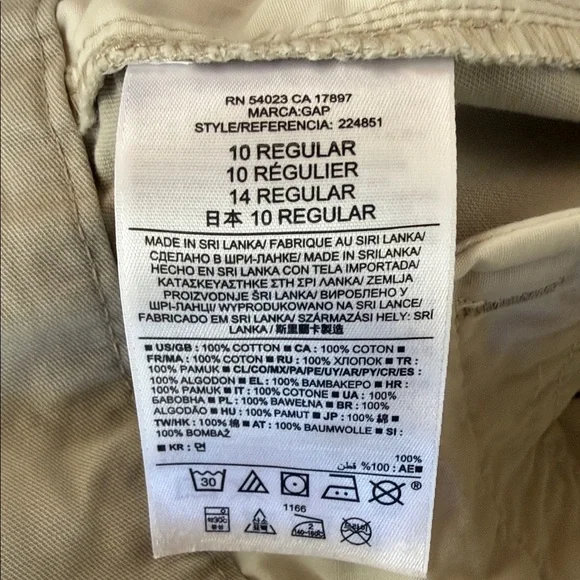 RN 54023 CA 17897
MARCA:GAP
STYLE/REFERENCIA: 224851
10 REGULAR
10 RÉGULIER
14 REGULAR
日本 10 REGULAR
MADE IN SRI LANKA/ FABRIQUE AU SIRI LANKA/
СДЕЛАНО В ШРИ-ЛАНКЕ/ MADE IN SRI LANKA/
HECHO EN SRI LANKA CON TELA IMPORTADA/
ΚΑΤΑΣΚΕΥΑΣΤΗΚΕ ΣΤΗ ΣΡΙ ΛΑΝΚΑ/ ZEMLJA
PROIZVODNJE ŠRI LANKA/ ВИРОБЛЕНО У
ШРІ-ЛАНЦІ/ WYPRODUKOWANO NA SRI LANCE/
FABRICADO EM SRI LANKA/ SZÁRMAZÁSI HELY: SRÍ
LANKA / 斯里蘭卡製造
■ US/GB : 100% COTTON ■ CA : 100% COTTON ■
FR/MA : 100% COTON ■ RU : 100% ХЛОПОК ■ TR :
100% PAMUK ■ CL/CO/MX/PA/PE/UY/AR/PY/CR/ES :
100% ALGODON ■ EL : 100% ΒΑΜΒΑΚΕΡΟ ■ HR :
100% PAMUK ■ IT : 100% COTONE ■ UA : 100%
БАВОВНА ■ PL : 100% BAWEŁNA ■ BR : 100%
ALGODÃO ■ HU : 100% PAMUT ■ JP : 100% 綿 ■
TW/HK : 100% 棉 ■ AT : 100% BAUMWOLLE ■ SI :
100% BOMBAŽ
■ KR : 면
100%
■AE : 100% قطن
30
®
1166